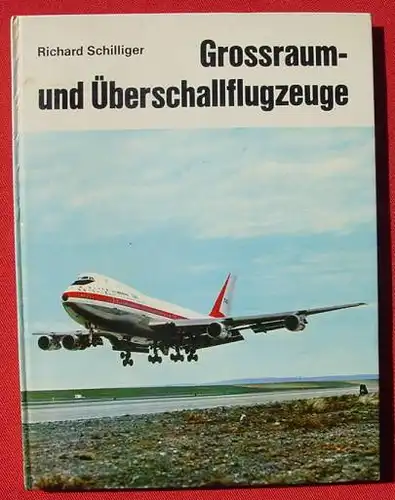 Richard Schilliger
Grossraum-
und Überschallflugzeuge